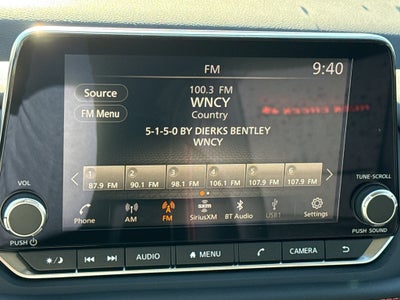 FM
9:40
Source
FM Menu
100.3 FM
WNCY
Country
5-1-5-0 BY DIERKS BENTLEY
WNCY
1 2 3 4 5 6
87.9 FM 90.1 FM 98.1 FM 106.1 FM 107.9 FM 107.9 FM
Phone AM FM SiriusXM BT Audio USB1 Settings
VOL
PUSH
TUNE·SCROLL
PUSH SOUND
AUDIO MENU CAMERA